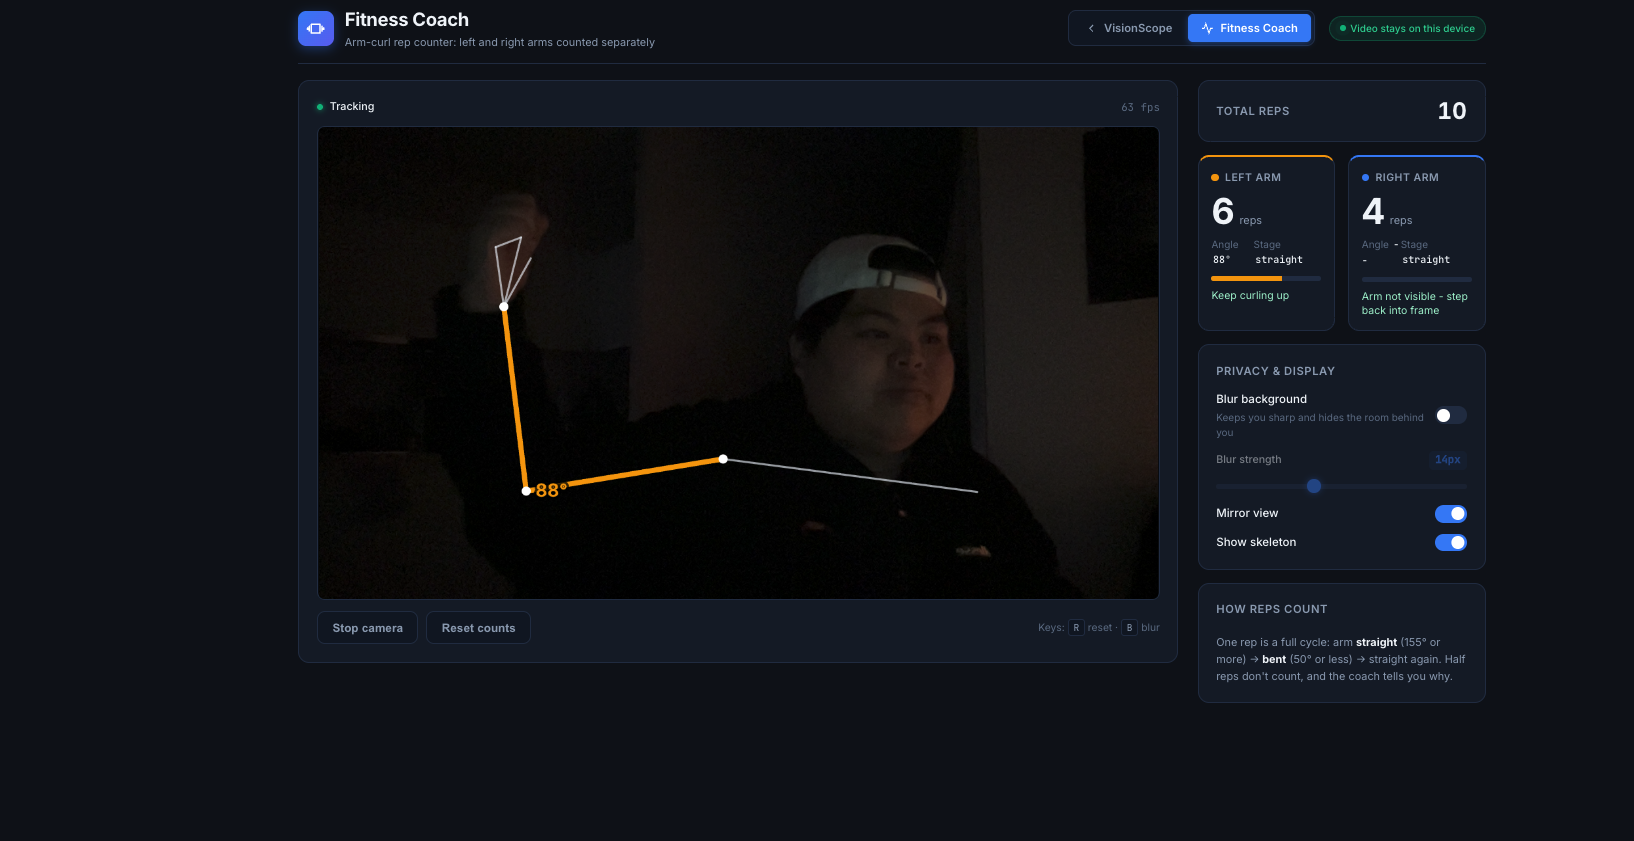 Fitness Coach
Arm-curl rep counter: left and right arms counted separately
VisionScope
Fitness Coach
Video stays on this device
Tracking
63 fps
88°
Stop camera
Reset counts
Keys: R reset · B blur
TOTAL REPS
10
LEFT ARM
6 reps
Angle Stage
88° straight
Keep curling up
RIGHT ARM
4 reps
Angle - Stage
- straight
Arm not visible - step
back into frame
PRIVACY & DISPLAY
Blur background
Keeps you sharp and hides the room behind
you
Blur strength 14px
Mirror view
Show skeleton
HOW REPS COUNT
One rep is a full cycle: arm straight (155° or
more) → bent (50° or less) → straight again. Half
reps don't count, and the coach tells you why.